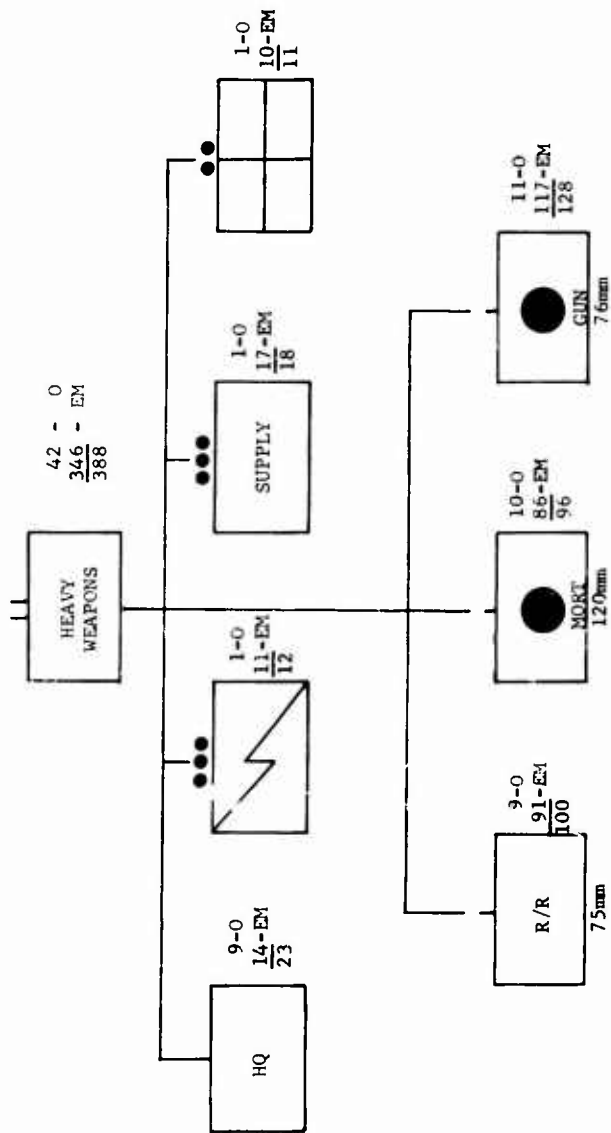 HEAVY
WEAPONS
42 - O
346 - EM
388
HQ
9-O
14-EM
23
1-O
11-EM
12
SUPPLY
1-O
17-EM
18
1-O
10-EM
11
R/R
75mm
9-O
91-EM
100
MORT
120mm
10-O
86-EM
96
GUN
76mm
11-O
117-EM
128